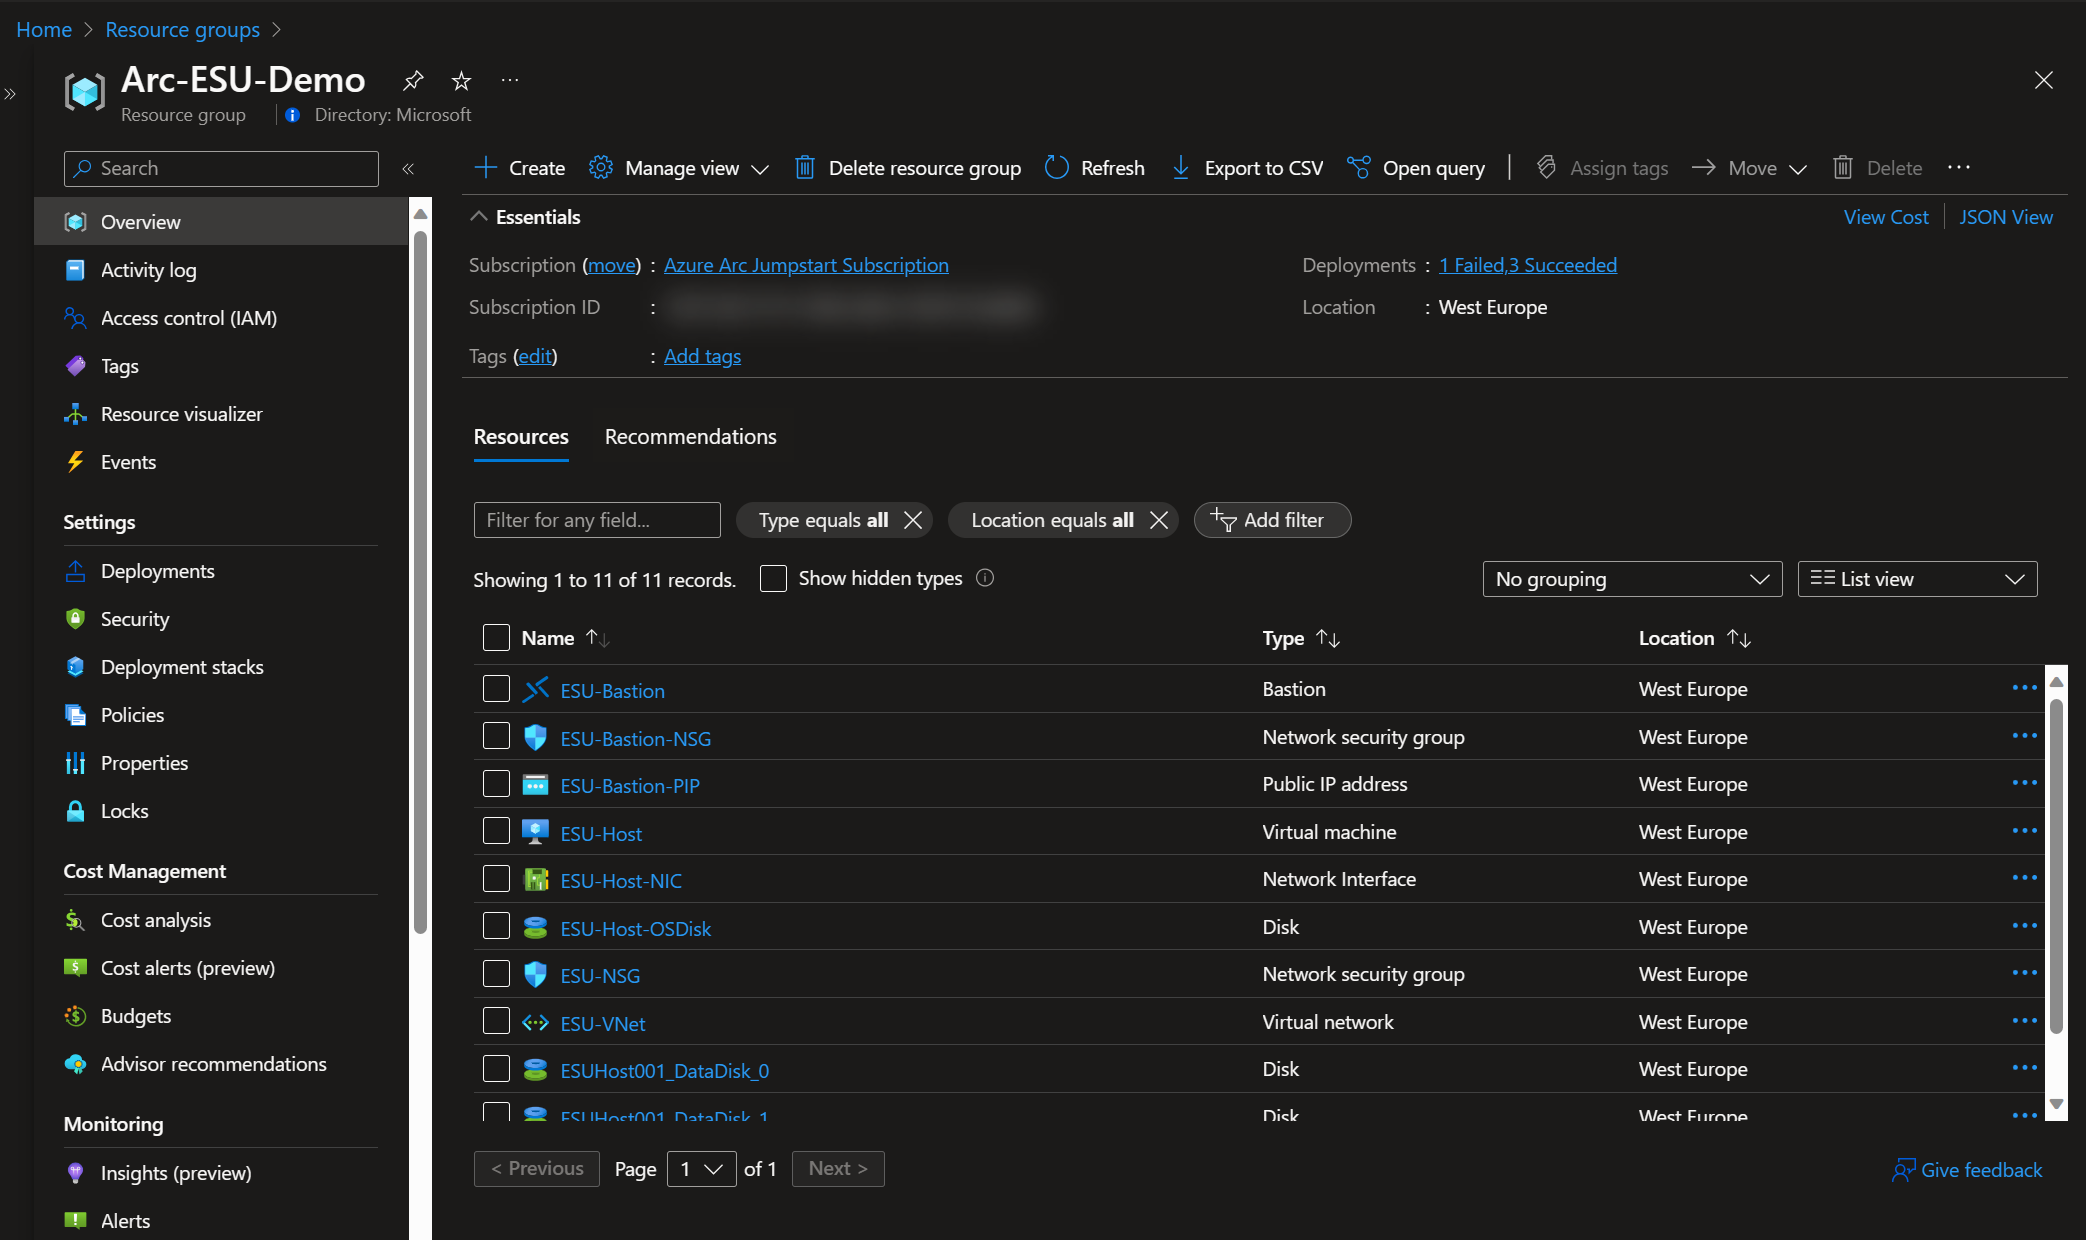 Home > Resource groups >
Arc-ESU-Demo
Resource group
Directory: Microsoft
Search
Overview
Activity log
Access control (IAM)
Tags
Resource visualizer
Events
Settings
Deployments
Security
Deployment stacks
Policies
Properties
Locks
Cost Management
Cost analysis
Cost alerts (preview)
Budgets
Advisor recommendations
Monitoring
Insights (preview)
Alerts
Create Manage view Delete resource group Refresh Export to CSV Open query Assign tags Move Delete
Essentials
View Cost JSON View
Subscription (move) : Azure Arc Jumpstart Subscription
Deployments : 1 Failed,3 Succeeded
Subscription ID :
Location : West Europe
Tags (edit) : Add tags
Resources Recommendations
Filter for any field... Type equals all Location equals all Add filter
Showing 1 to 11 of 11 records. Show hidden types
No grouping List view
Name Type Location
ESU-Bastion Bastion West Europe
ESU-Bastion-NSG Network security group West Europe
ESU-Bastion-PIP Public IP address West Europe
ESU-Host Virtual machine West Europe
ESU-Host-NIC Network Interface West Europe
ESU-Host-OSDisk Disk West Europe
ESU-NSG Network security group West Europe
ESU-VNet Virtual network West Europe
ESUHost001_DataDisk_0 Disk West Europe
ESUHost001_DataDisk_1 Disk West Europe
< Previous Page 1 of 1 Next >
Give feedback